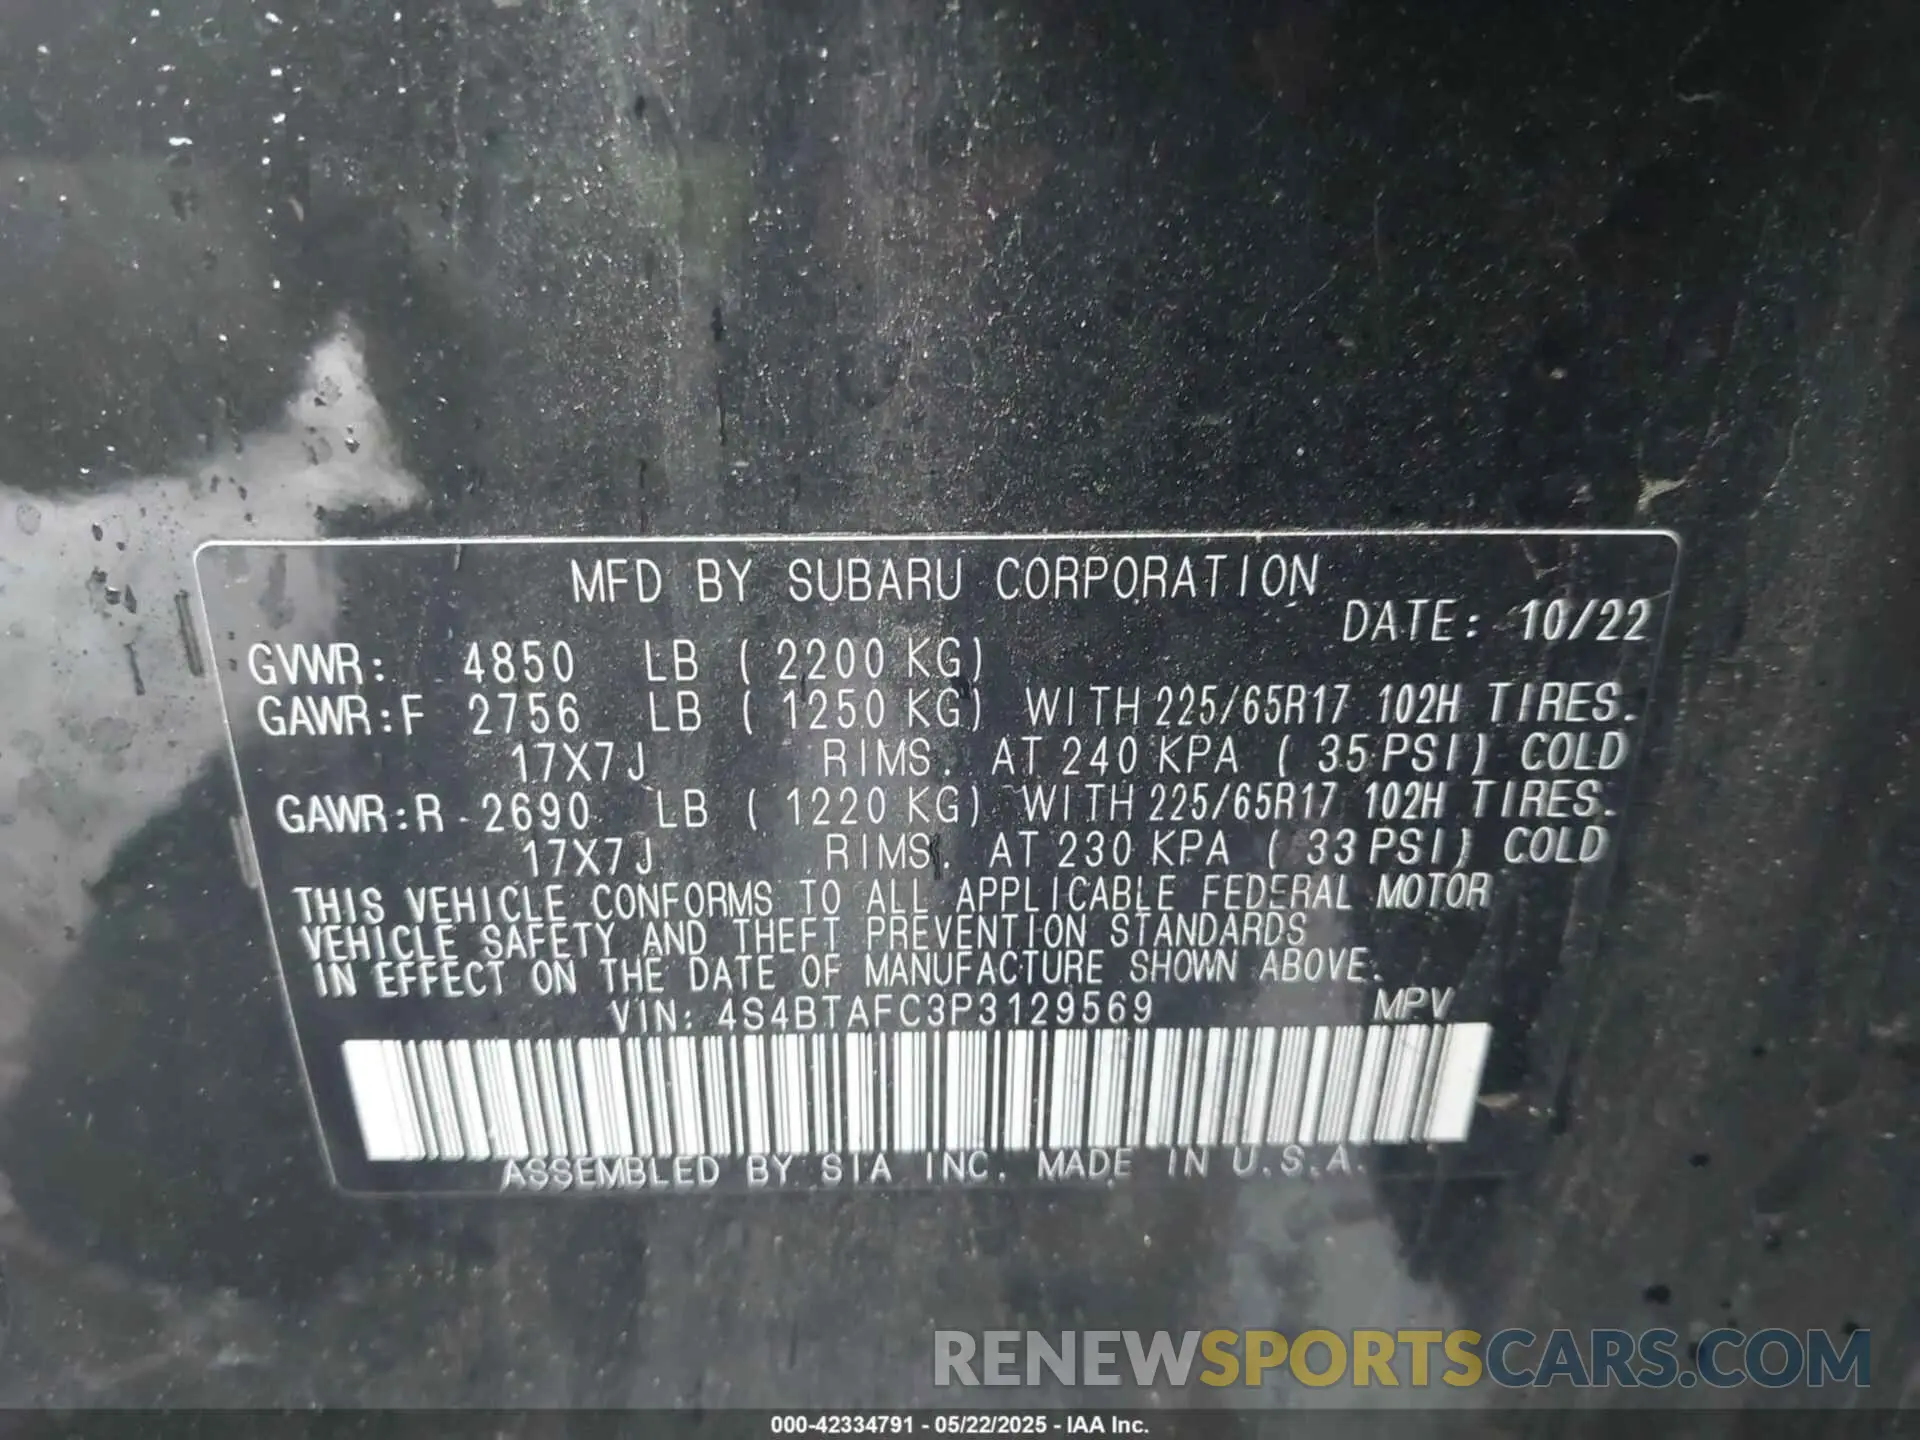 MFD BY SUBARU CORPORATION
DATE: 10/22
GVWR: 4850 LB ( 2200 KG)
GAWR:F 2756 LB ( 1250 KG) WITH 225/65R17 102H TIRES.
17X7J RIMS. AT 240 KPA ( 35 PSI) COLD
GAWR:R 2690 LB ( 1220 KG) WITH 225/65R17 102H TIRES.
17X7J RIMS. AT 230 KPA ( 33 PSI) COLD
THIS VEHICLE CONFORMS TO ALL APPLICABLE FEDERAL MOTOR
VEHICLE SAFETY AND THEFT PREVENTION STANDARDS
IN EFFECT ON THE DATE OF MANUFACTURE SHOWN ABOVE.
VIN: 4S4BTAFC3P3129569 MPV
ASSEMBLED BY SIA INC. MADE IN U.S.A.
RENEWSPORTSCARS.COM
000-42334791 - 05/22/2025 - IAA Inc.